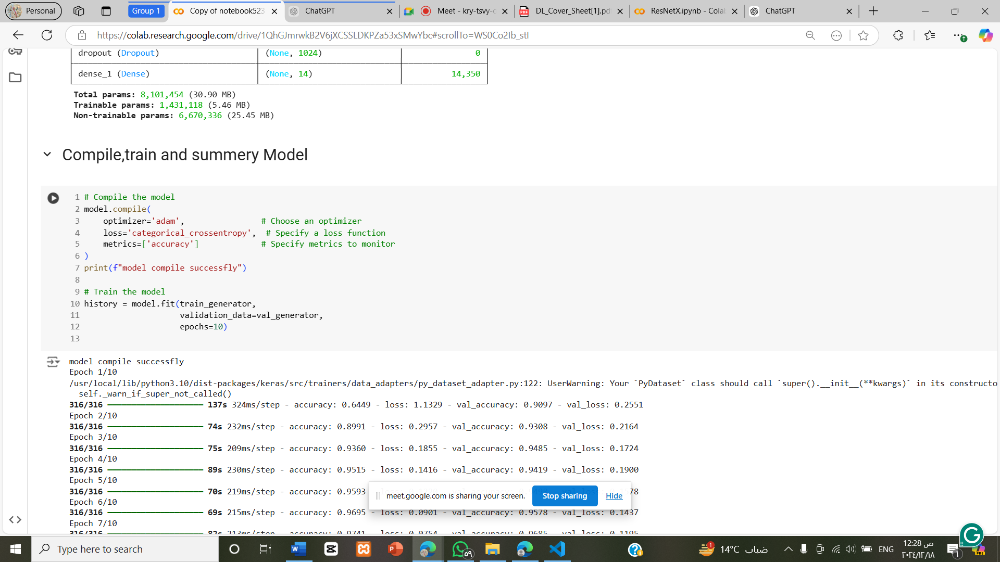 Personal
Group 1
Copy of notebook523
ChatGPT
Meet - kry-tsvy-c
DL_Cover_Sheet[1].pd
ResNetX.ipynb - Colab
ChatGPT
https://colab.research.google.com/drive/1QhGJmrwkB2V6jXCSSLDKPZa53xSMwYbc#scrollTo=WS0Co2Ib_stI
dropout (Dropout) (None, 1024) 0
dense_1 (Dense) (None, 14) 14,350
Total params: 8,101,454 (30.90 MB)
Trainable params: 1,431,118 (5.46 MB)
Non-trainable params: 6,670,336 (25.45 MB)
Compile,train and summery Model
1 # Compile the model
2 model.compile(
3 optimizer='adam', # Choose an optimizer
4 loss='categorical_crossentropy', # Specify a loss function
5 metrics=['accuracy'] # Specify metrics to monitor
6 )
7 print(f"model compile successfly")
8
9 # Train the model
10 history = model.fit(train_generator,
11 validation_data=val_generator,
12 epochs=10)
13
model compile successfly
Epoch 1/10
/usr/local/lib/python3.10/dist-packages/keras/src/trainers/data_adapters/py_dataset_adapter.py:122: UserWarning: Your `PyDataset` class should call `super().__init__(**kwargs)` in its constructo
self._warn_if_super_not_called()
316/316 137s 324ms/step - accuracy: 0.6449 - loss: 1.1329 - val_accuracy: 0.9097 - val_loss: 0.2551
Epoch 2/10
316/316 74s 232ms/step - accuracy: 0.8991 - loss: 0.2957 - val_accuracy: 0.9308 - val_loss: 0.2164
Epoch 3/10
316/316 75s 209ms/step - accuracy: 0.9360 - loss: 0.1855 - val_accuracy: 0.9485 - val_loss: 0.1724
Epoch 4/10
316/316 89s 230ms/step - accuracy: 0.9515 - loss: 0.1416 - val_accuracy: 0.9419 - val_loss: 0.1900
Epoch 5/10
316/316 70s 219ms/step - accuracy: 0.9593 78
meet.google.com is sharing your screen. Stop sharing Hide
Epoch 6/10
316/316 69s 215ms/step - accuracy: 0.9695 - loss: 0.0901 - val_accuracy: 0.9578 - val_loss: 0.1437
Epoch 7/10
316/316 82s 213ms/step - accuracy: 0.9741 - loss: 0.0754 - val_accuracy: 0.9685 - val_loss: 0.1195
Type here to search
٥٩
1
14°C ضباب
ENG
12:28 ص
٢٠٢٤/١٢/١٨
١
PRE